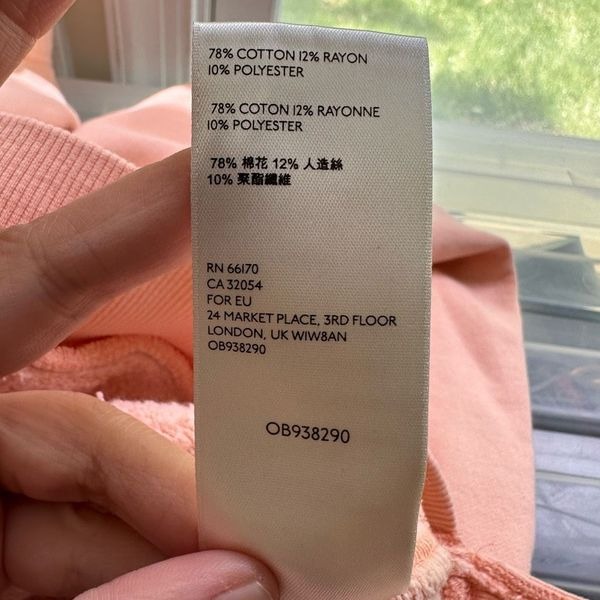 78% COTTON 12% RAYON
10% POLYESTER
78% COTON 12% RAYONNE
10% POLYESTER
78% 棉花 12% 人造絲
10% 聚酯纖維
RN 66170
CA 32054
FOR EU
24 MARKET PLACE, 3RD FLOOR
LONDON, UK W1W8AN
OB938290
OB938290